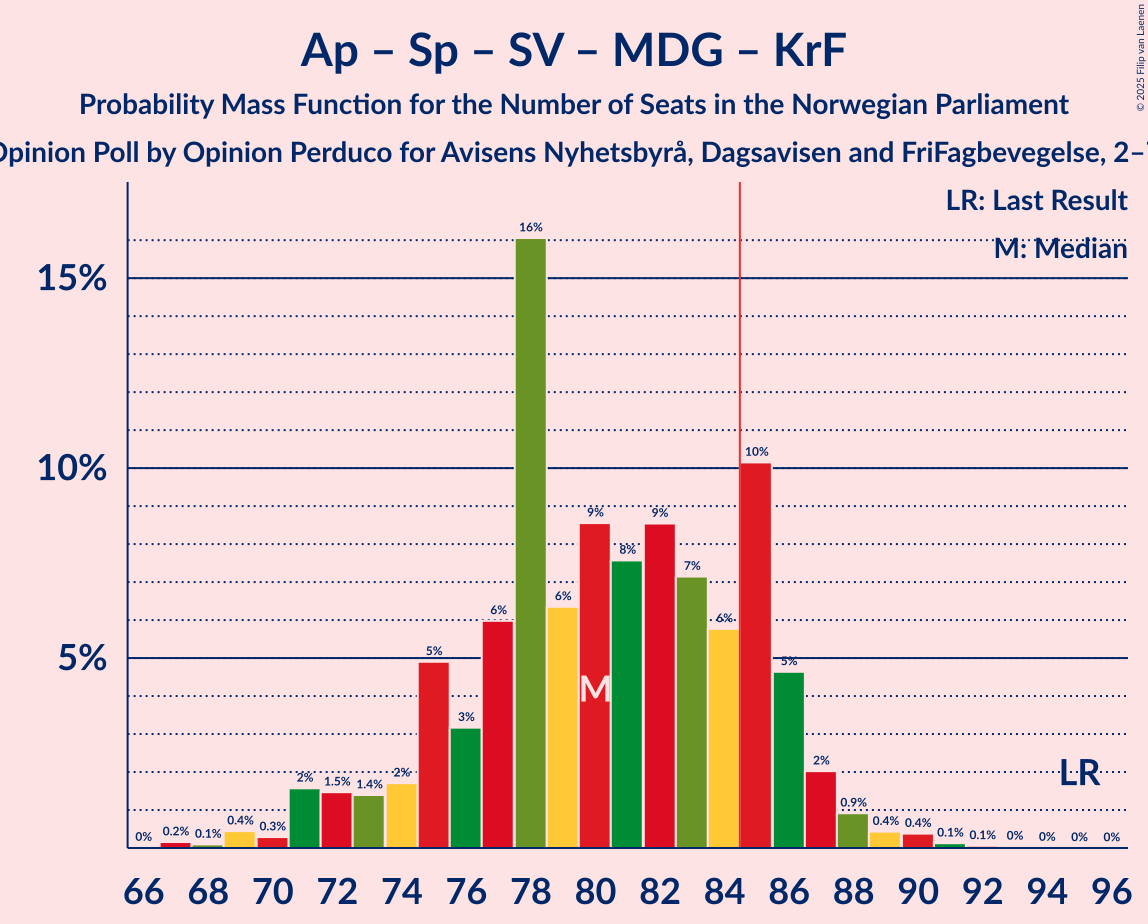 Ap – Sp – SV – MDG – KrF
Probability Mass Function for the Number of Seats in the Norwegian Parliament
Opinion Poll by Opinion Perduco for Avisens Nyhetsbyrå, Dagsavisen and FriFagbevegelse, 2–
© 2025 Filip van Laenen
LR: Last Result
M: Median
15%
10%
5%
0% 0.2% 0.1% 0.4% 0.3% 2% 1.5% 1.4% 2% 5% 3% 6% 16% 6% 9% 8% 9% 7% 6% 10% 5% 2% 0.9% 0.4% 0.4% 0.1% 0.1% 0% 0% 0% 0%
M
LR
66 68 70 72 74 76 78 80 82 84 86 88 90 92 94 96